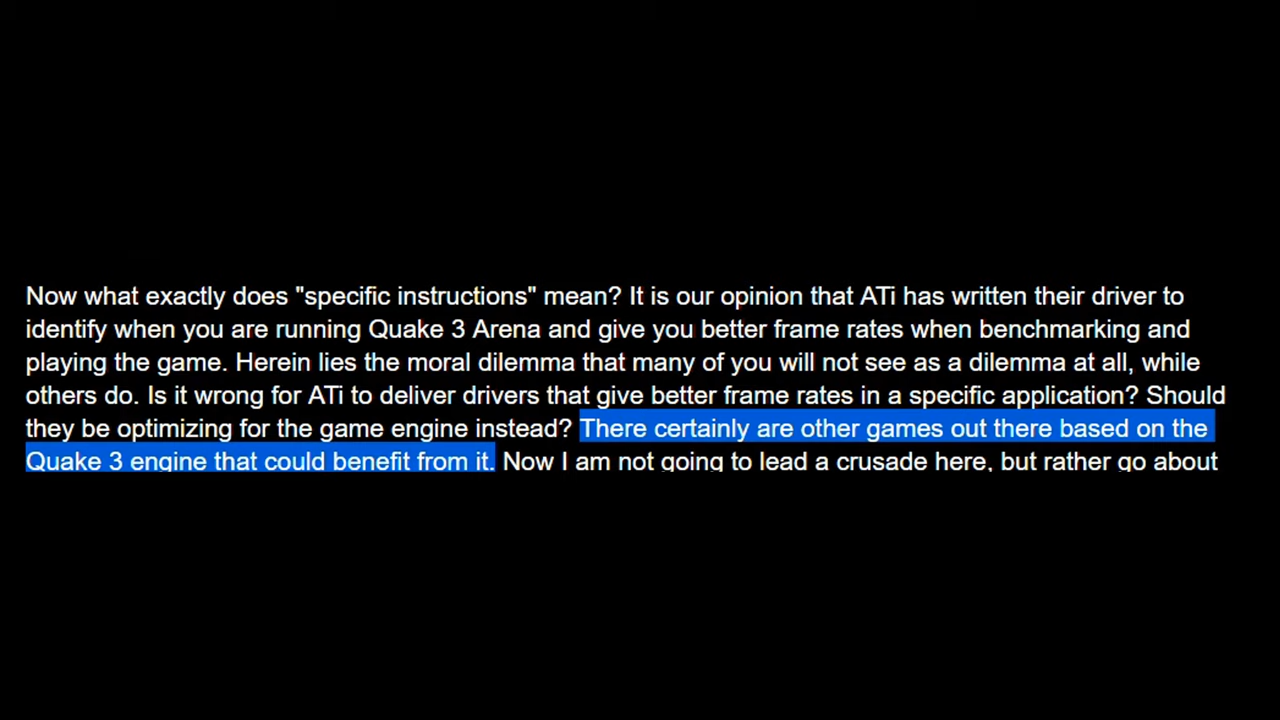 Now what exactly does "specific instructions" mean? It is our opinion that ATi has written their driver to
identify when you are running Quake 3 Arena and give you better frame rates when benchmarking and
playing the game. Herein lies the moral dilemma that many of you will not see as a dilemma at all, while
others do. Is it wrong for ATi to deliver drivers that give better frame rates in a specific application? Should
they be optimizing for the game engine instead? There certainly are other games out there based on the
Quake 3 engine that could benefit from it. Now I am not going to lead a crusade here, but rather go about